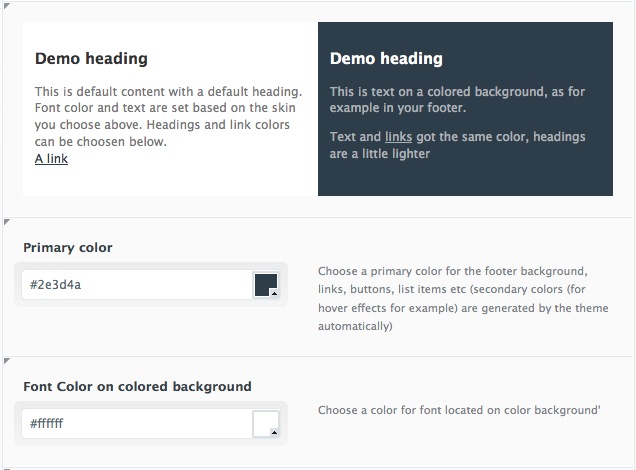 Demo heading
This is default content with a default heading.
Font color and text are set based on the skin
you choose above. Headings and link colors
can be choosen below.
A link
Demo heading
This is text on a colored background, as for
example in your footer.
Text and links got the same color, headings
are a little lighter
Primary color
#2e3d4a
Choose a primary color for the footer background,
links, buttons, list items etc (secondary colors (for
hover effects for example) are generated by the theme
automatically)
Font Color on colored background
#ffffff
Choose a color for font located on color background'